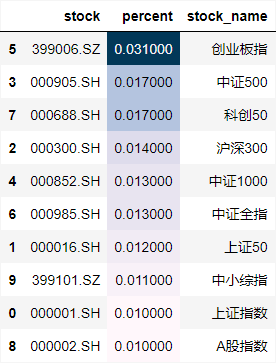 stock percent stock_name
5 399006.SZ 0.031000 创业板指
3 000905.SH 0.017000 中证500
7 000688.SH 0.017000 科创50
2 000300.SH 0.014000 沪深300
4 000852.SH 0.013000 中证1000
6 000985.SH 0.013000 中证全指
1 000016.SH 0.012000 上证50
9 399101.SZ 0.011000 中小综指
0 000001.SH 0.010000 上证指数
8 000002.SH 0.010000 A股指数